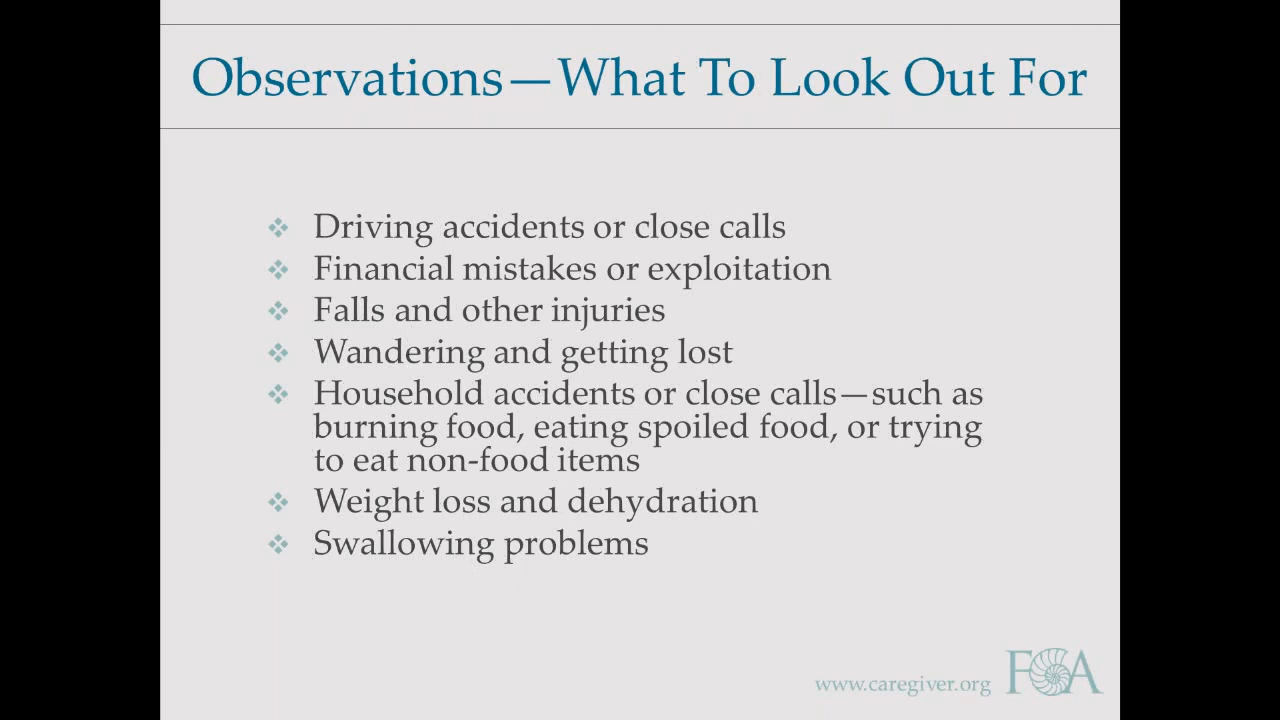 Observations—What To Look Out For
Driving accidents or close calls
Financial mistakes or exploitation
Falls and other injuries
Wandering and getting lost
Household accidents or close calls—such as
burning food, eating spoiled food, or trying
to eat non-food items
Weight loss and dehydration
Swallowing problems
www.caregiver.org FCA